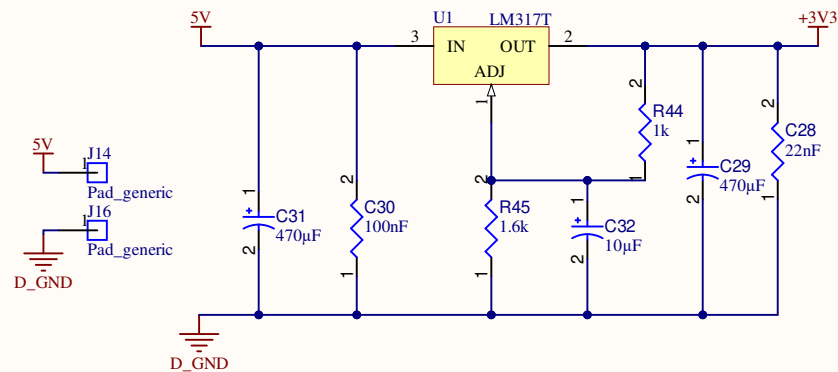 5V
U1
LM317T
+3V3
3
IN
OUT
2
ADJ
1
2
R44
1k
1
2
C28
22nF
1
1
C29
470µF
2
5V
J14
1
Pad_generic
J16
1
Pad_generic
D_GND
1
C31
470µF
2
2
C30
100nF
1
2
R45
1.6k
1
1
C32
10µF
2
D_GND